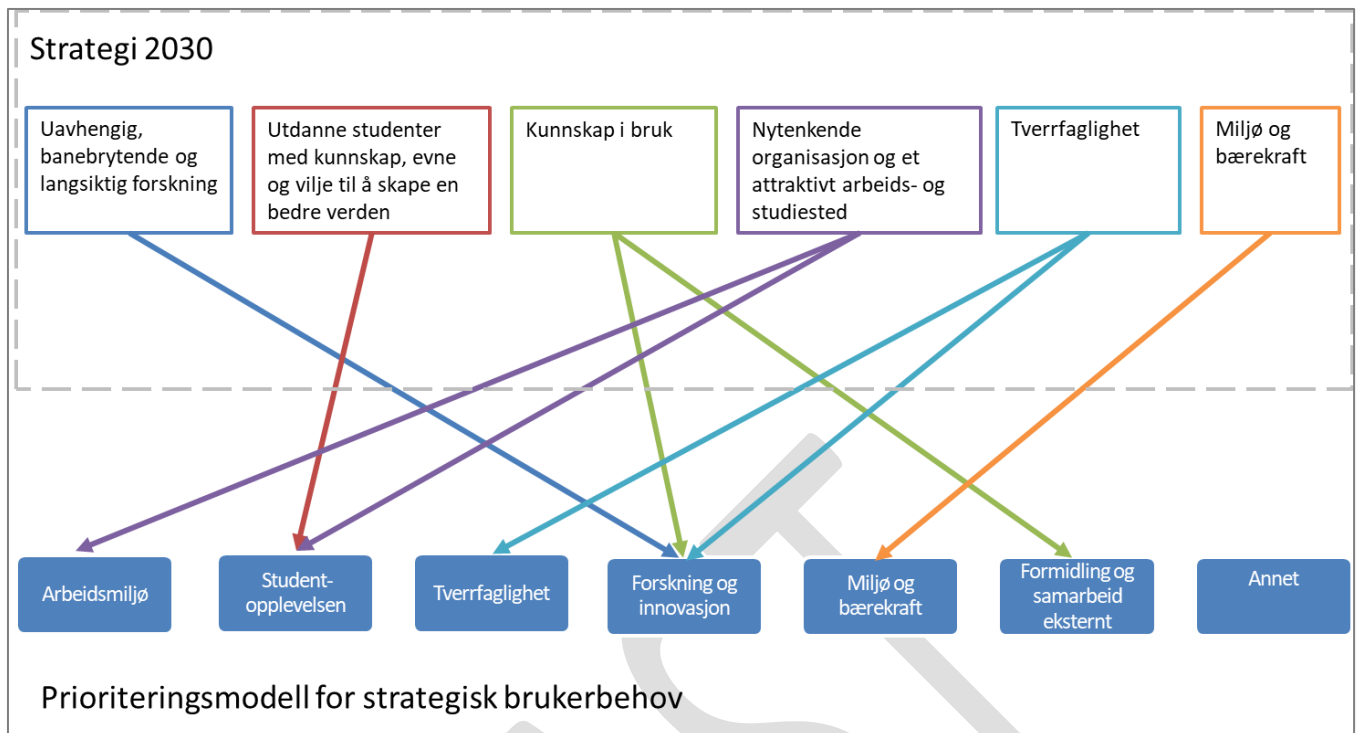 Strategi 2030
Uavhengig,
banebrytende og
langsiktig forskning
Utdanne studenter
med kunnskap, evne
og vilje til å skape en
bedre verden
Kunnskap i bruk
Nytenkende
organisasjon og et
attraktivt arbeids- og
studiested
Tverrfaglighet
Miljø og
bærekraft
Arbeidsmiljø
Student-
opplevelsen
Tverrfaglighet
Forskning og
innovasjon
Miljø og
bærekraft
Formidling og
samarbeid
eksternt
Annet
Prioriteringsmodell for strategisk brukerbehov